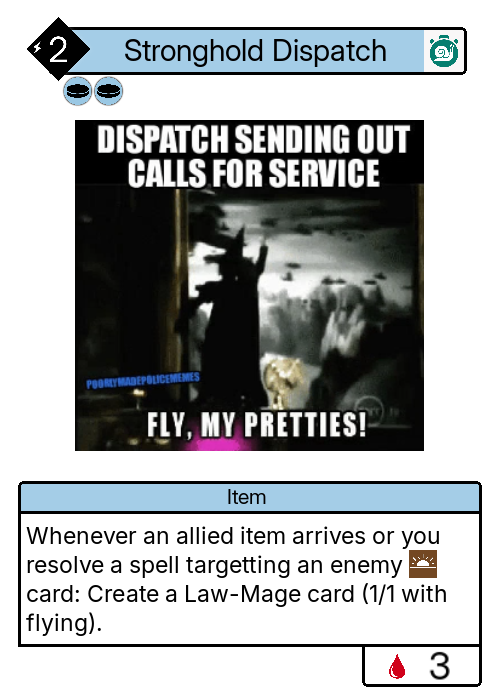 2
Stronghold Dispatch
DISPATCH SENDING OUT
CALLS FOR SERVICE
POORLYMADEPOLICEMEMES
FLY, MY PRETTIES!
Item
Whenever an allied item arrives or you
resolve a spell targetting an enemy
card: Create a Law-Mage card (1/1 with
flying).
3